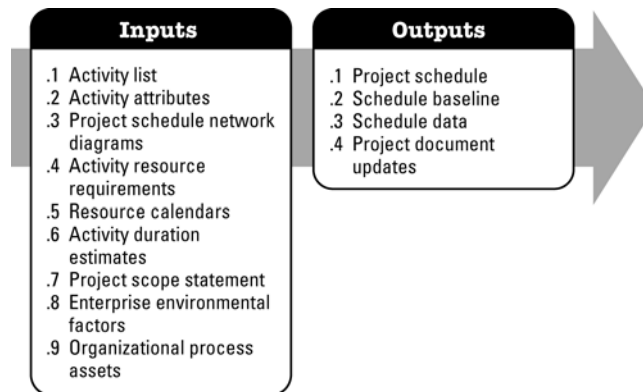 Inputs
.1 Activity list
.2 Activity attributes
.3 Project schedule network
diagrams
.4 Activity resource
requirements
.5 Resource calendars
.6 Activity duration
estimates
.7 Project scope statement
.8 Enterprise environmental
factors
.9 Organizational process
assets
Outputs
.1 Project schedule
.2 Schedule baseline
.3 Schedule data
.4 Project document
updates